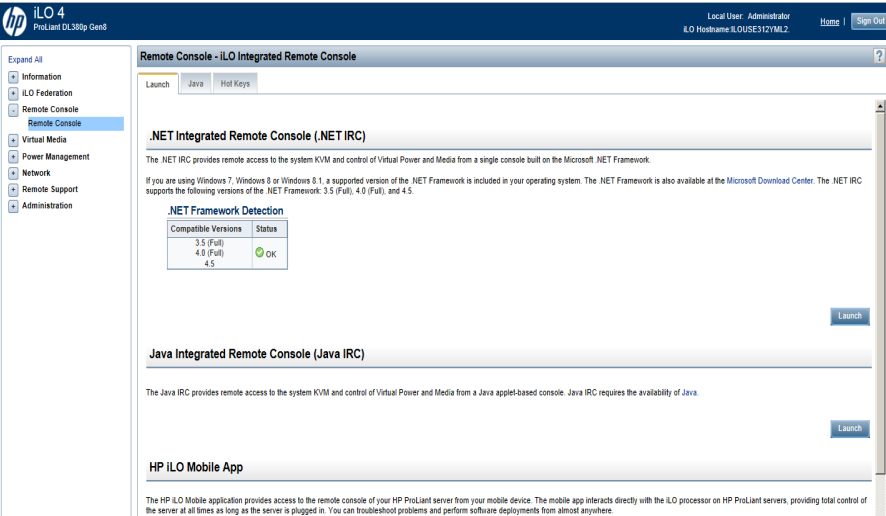 hp
iLO 4
ProLiant DL380p Gen8
Local User: Administrator
iLO Hostname:ILOUSE312YML2.
Home |
Sign Out
Expand All
Information
iLO Federation
Remote Console
Remote Console
Virtual Media
Power Management
Network
Remote Support
Administration
Remote Console - iLO Integrated Remote Console
?
Launch
Java
Hot Keys
.NET Integrated Remote Console (.NET IRC)
The .NET IRC provides remote access to the system KVM and control of Virtual Power and Media from a single console built on the Microsoft .NET Framework.
If you are using Windows 7, Windows 8 or Windows 8.1, a supported version of the .NET Framework is included in your operating system. The .NET Framework is also available at the Microsoft Download Center. The .NET IRC
supports the following versions of the .NET Framework: 3.5 (Full), 4.0 (Full), and 4.5.
.NET Framework Detection
Compatible Versions Status
3.5 (Full)
4.0 (Full) OK
4.5
Launch
Java Integrated Remote Console (Java IRC)
The Java IRC provides remote access to the system KVM and control of Virtual Power and Media from a Java applet-based console. Java IRC requires the availability of Java.
Launch
HP iLO Mobile App
The HP iLO Mobile application provides access to the remote console of your HP ProLiant server from your mobile device. The mobile app interacts directly with the iLO processor on HP ProLiant servers, providing total control of
the server at all times as long as the server is plugged in. You can troubleshoot problems and perform software deployments from almost anywhere.